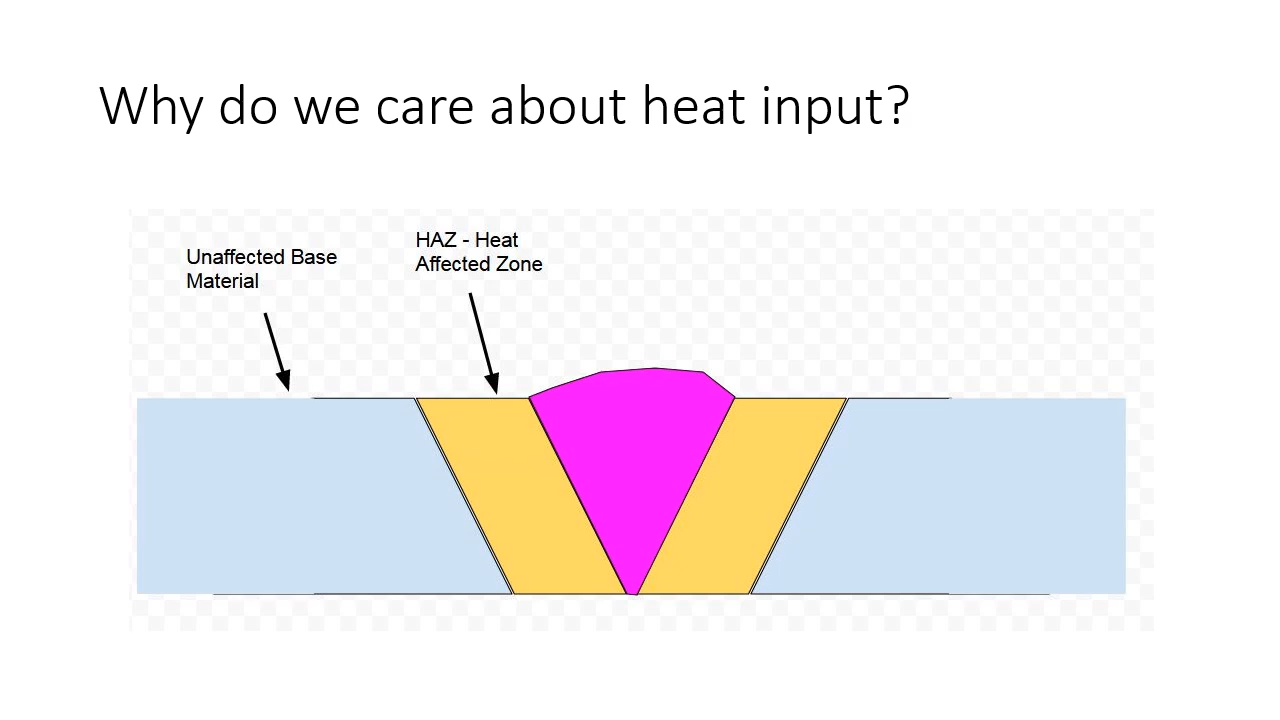 Why do we care about heat input?
Unaffected Base
Material
HAZ - Heat
Affected Zone